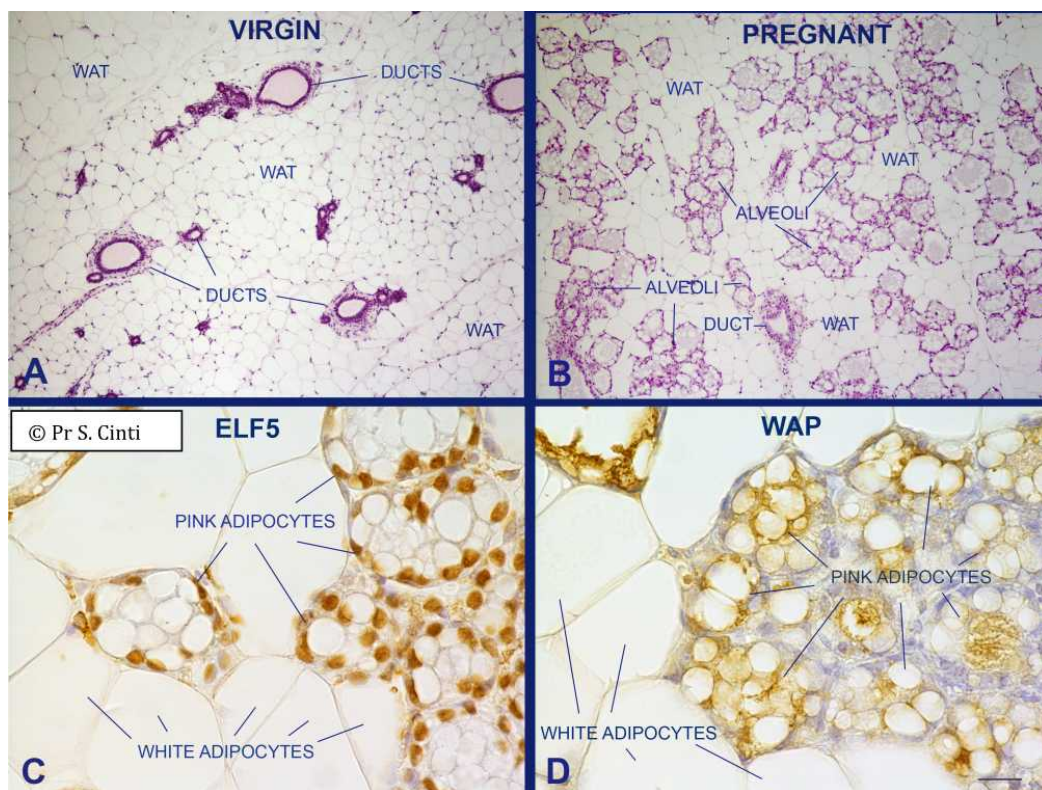 VIRGIN
WAT
DUCTS
WAT
DUCTS
WAT
A
PREGNANT
WAT
WAT
ALVEOLI
ALVEOLI
DUCT
WAT
B
© Pr S. Cinti
ELF5
PINK ADIPOCYTES
WHITE ADIPOCYTES
C
WAP
PINK ADIPOCYTES
WHITE ADIPOCYTES
D